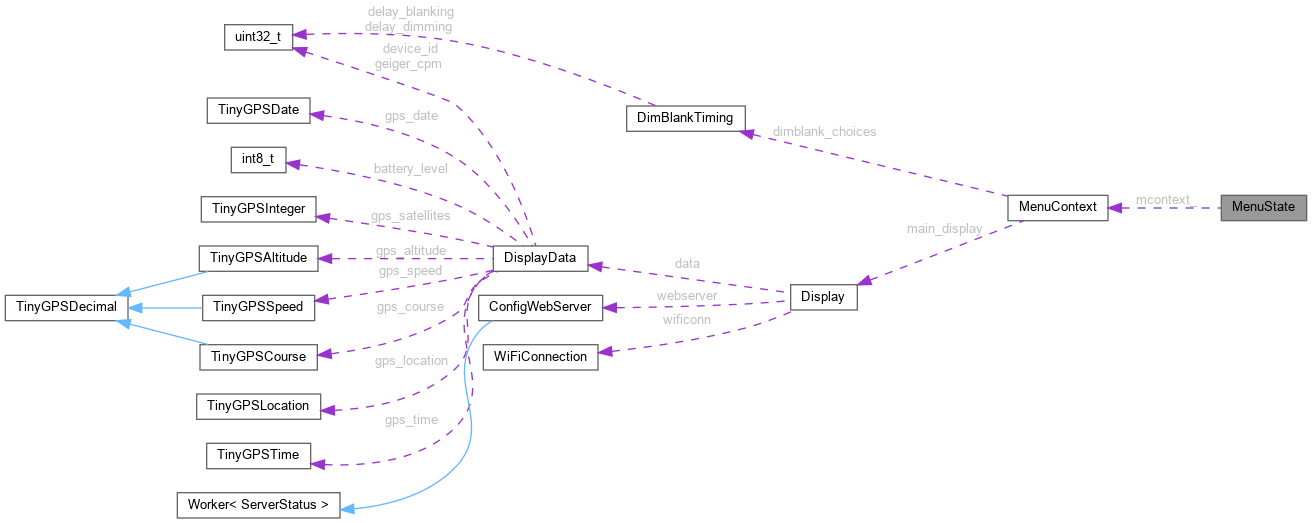 delay_blanking
delay_dimming
uint32_t
device_id
geiger_cpm
TinyGPSDate
gps_date
DimBlankTiming
dimblank_choices
int8_t
battery_level
TinyGPSInteger
gps_satellites
MenuContext
mcontext_
MenuState
main_display
TinyGPSAltitude
gps_altitude
DisplayData
data
gps_speed
TinyGPSDecimal
TinyGPSSpeed
gps_course
ConfigWebServer
webserver
Display
wificonn
TinyGPSCourse
gps_location
WiFiConnection
TinyGPSLocation
gps_time
TinyGPSTime
Worker< ServerStatus >